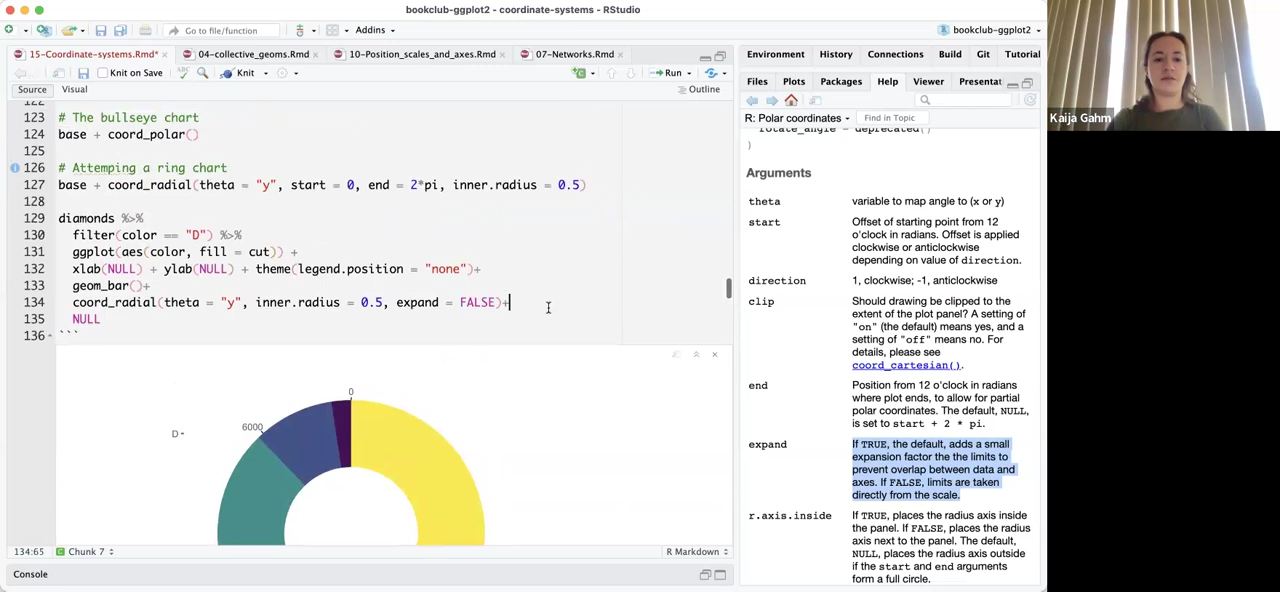 bookclub-ggplot2 - coordinate-systems - RStudio
Go to file/function
Addins
bookclub-ggplot2
15-Coordinate-systems.Rmd*
04-collective_geoms.Rmd
10-Position_scales_and_axes.Rmd
07-Networks.Rmd
Knit on Save
Knit
Run
Source
Visual
Outline
122
123 # The bullseye chart
124 base + coord_polar()
125
126 # Attemping a ring chart
127 base + coord_radial(theta = "y", start = 0, end = 2*pi, inner.radius = 0.5)
128
129 diamonds %>%
130 filter(color == "D") %>%
131 ggplot(aes(color, fill = cut)) +
132 xlab(NULL) + ylab(NULL) + theme(legend.position = "none")+
133 geom_bar()+
134 coord_radial(theta = "y", inner.radius = 0.5, expand = FALSE)+
135 NULL
136 ```
0
6000
D
134:65
Chunk 7
R Markdown
Console
Environment
History
Connections
Build
Git
Tutorial
Files
Plots
Packages
Help
Viewer
Presentat
R: Polar coordinates
Find in Topic
rotate_angle = deprecated()
)
Arguments
theta
variable to map angle to (x or y)
start
Offset of starting point from 12
o'clock in radians. Offset is applied
clockwise or anticlockwise
depending on value of direction.
direction
1, clockwise; -1, anticlockwise
clip
Should drawing be clipped to the
extent of the plot panel? A setting of
"on" (the default) means yes, and a
setting of "off" means no. For
details, please see
coord_cartesian().
end
Position from 12 o'clock in radians
where plot ends, to allow for partial
polar coordinates. The default, NULL,
is set to start + 2 * pi.
expand
If TRUE, the default, adds a small
expansion factor the the limits to
prevent overlap between data and
axes. If FALSE, limits are taken
directly from the scale.
r.axis.inside
If TRUE, places the radius axis inside
the panel. If FALSE, places the radius
axis next to the panel. The default,
NULL, places the radius axis outside
if the start and end arguments
form a full circle.
Kaija Gahm